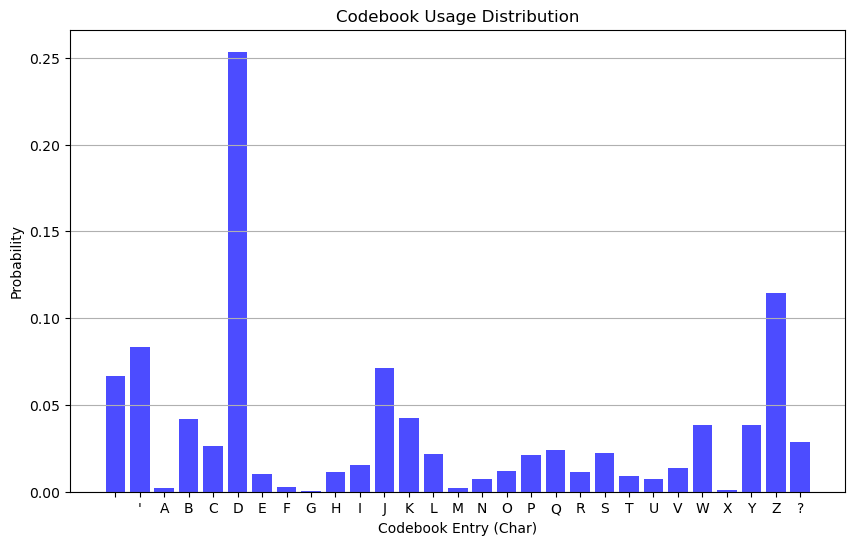 Codebook Usage Distribution
Probability
0.25
0.20
0.15
0.10
0.05
0.00
' A B C D E F G H I J K L M N O P Q R S T U V W X Y Z ?
Codebook Entry (Char)